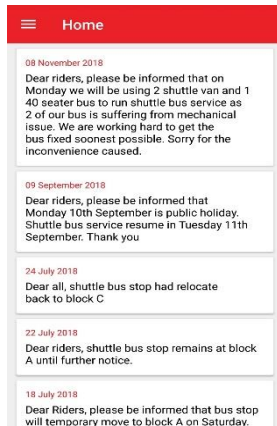 Home
08 November 2018
Dear riders, please be informed that on
Monday we will be using 2 shuttle van and 1
40 seater bus to run shuttle bus service as
2 of our bus is suffering from mechanical
issue. We are working hard to get the
bus fixed soonest possible. Sorry for the
inconvenience caused.
09 September 2018
Dear riders, please be informed that
Monday 10th September is public holiday.
Shuttle bus service resume in Tuesday 11th
September. Thank you
24 July 2018
Dear all, shuttle bus stop had relocate
back to block C
22 July 2018
Dear riders, shuttle bus stop remains at block
A until further notice.
18 July 2018
Dear Riders, please be informed that bus stop
will temporary move to block A on Saturday.